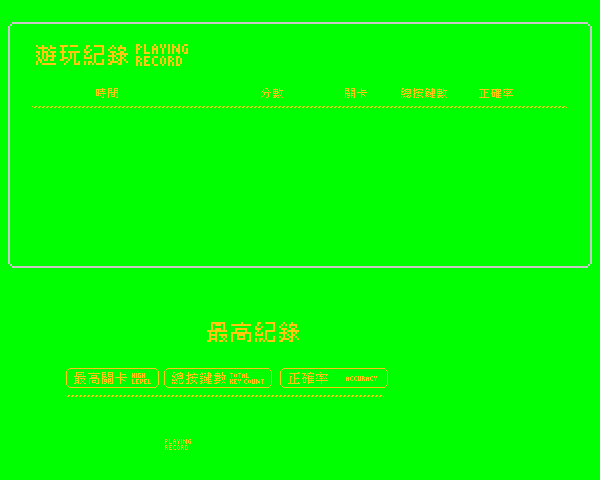 遊玩紀錄 PLAYING RECORD
時間 分數 關卡 總按鍵數 正確率
最高紀錄
最高關卡 HIGH LEVEL 總按鍵數 TOTAL KEY COUNT 正確率 ACCURACY
PLAYING
RECORD